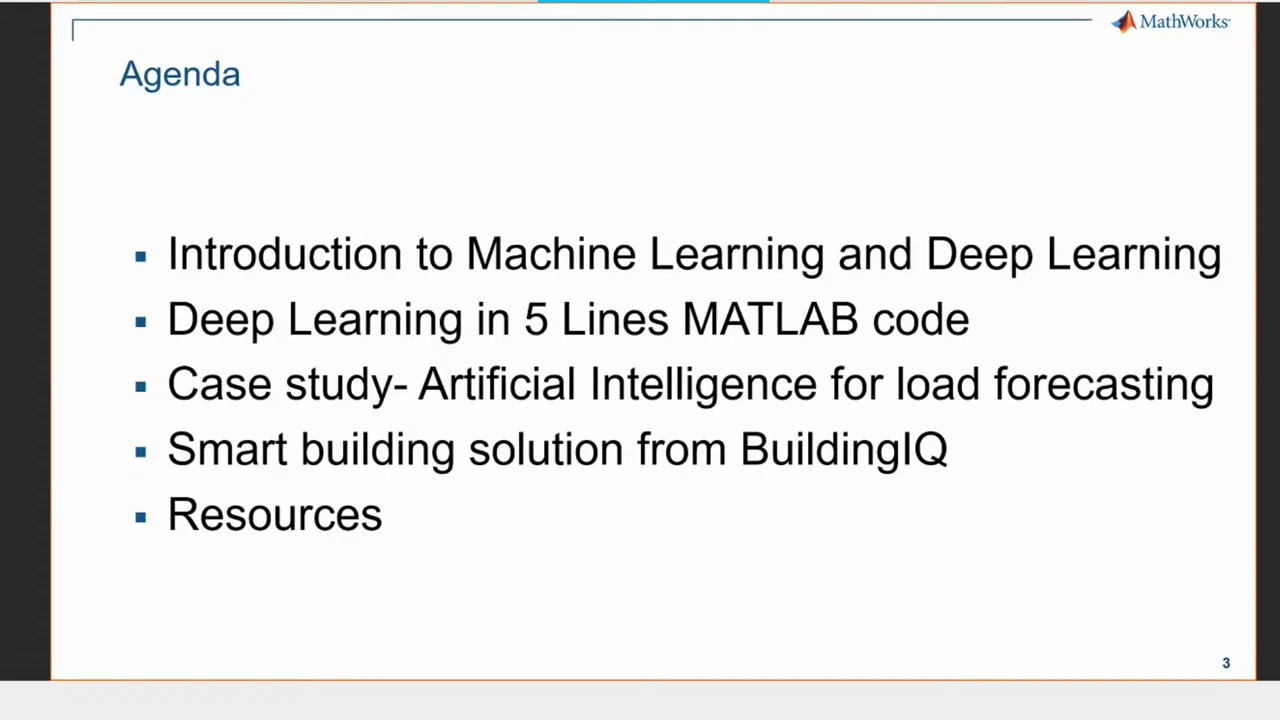 MathWorks
Agenda
▪ Introduction to Machine Learning and Deep Learning
▪ Deep Learning in 5 Lines MATLAB code
▪ Case study- Artificial Intelligence for load forecasting
▪ Smart building solution from BuildingIQ
▪ Resources
3